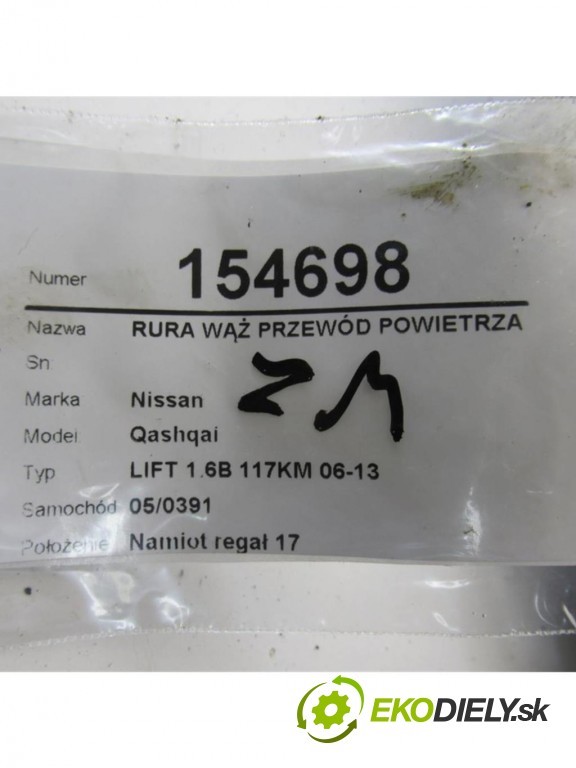 Numer 154698
Nazwa RURA WĄŻ PRZEWÓD POWIETRZA
Sn
Marka Nissan
Model Qashqai
Typ LIFT 1.6B 117KM 06-13
Samochód 05/0391
Położenie Namiot regał 17
ZM
EKODIELY.sk